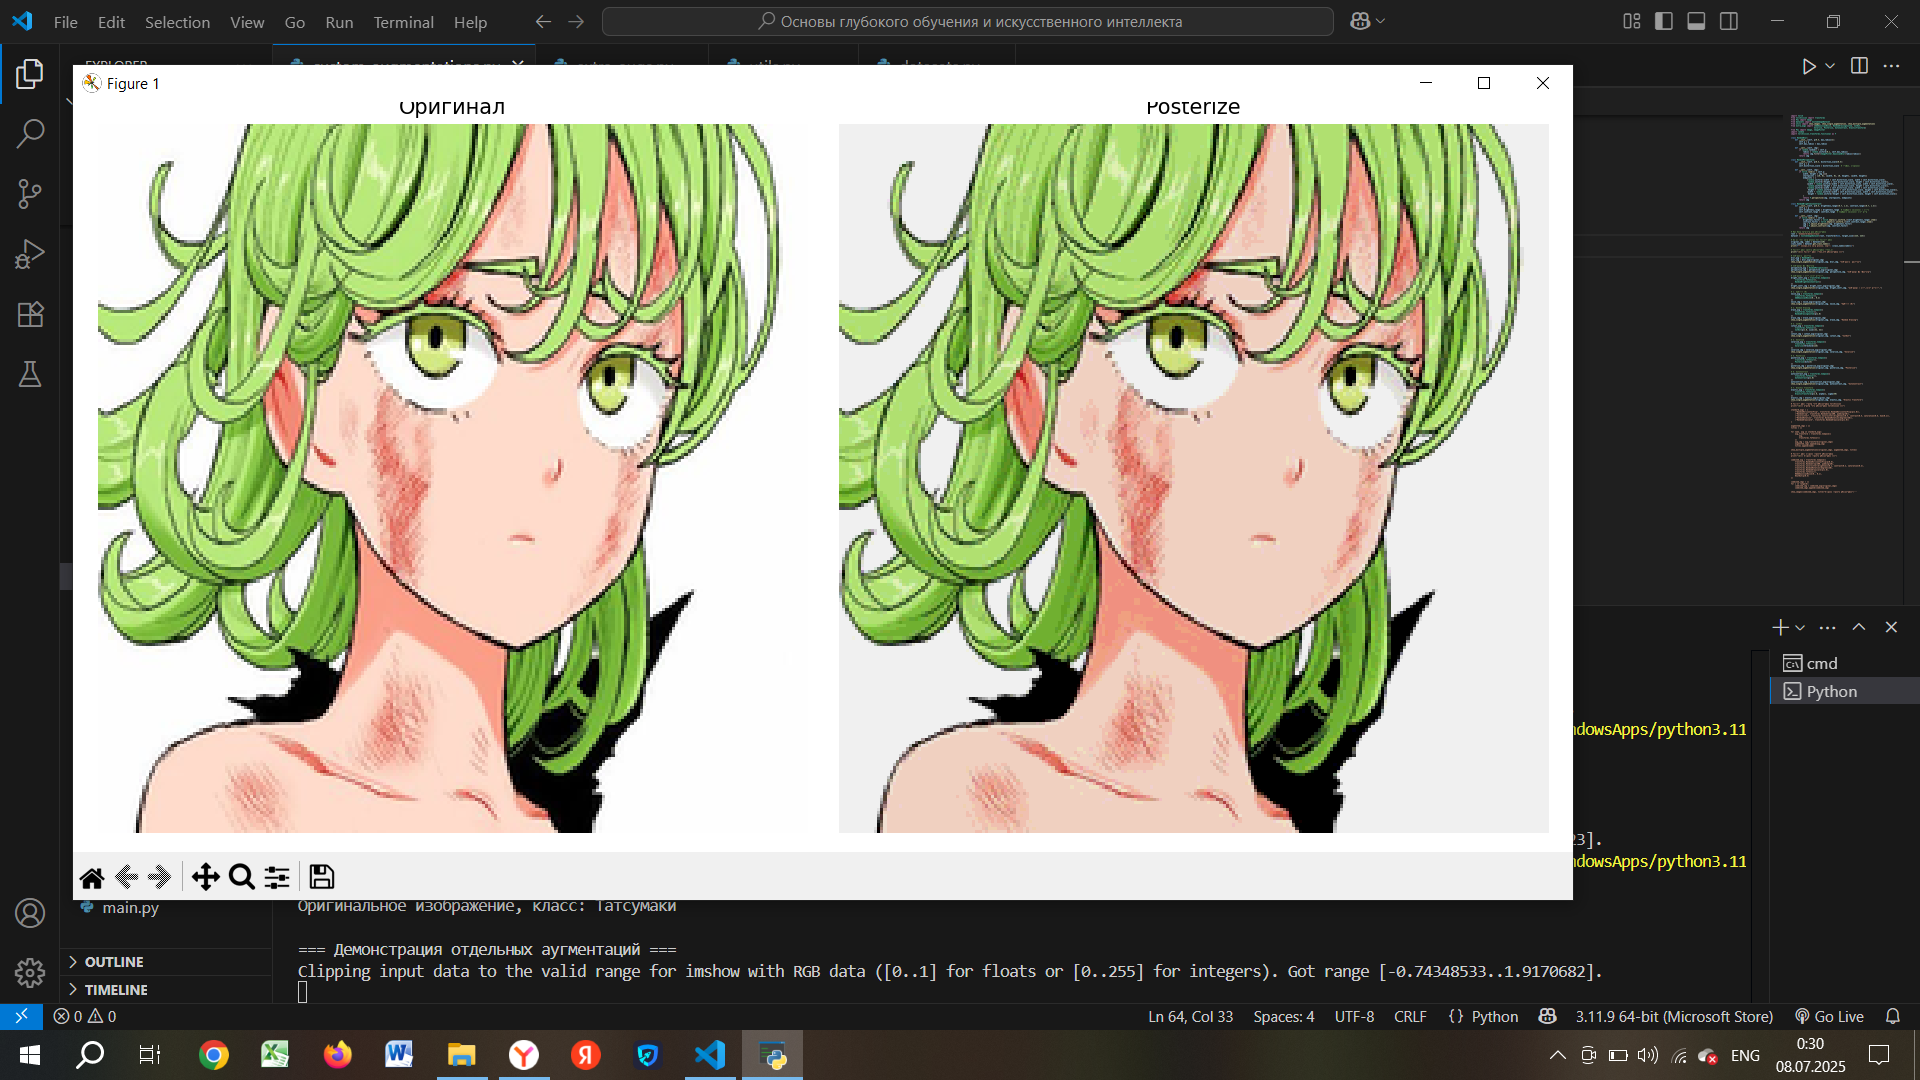 File Edit Selection View Go Run Terminal Help
Основы глубокого обучения и искусственного интеллекта
Figure 1
Оригинал
Posterize
cmd
Python
ndowsApps/python3.11
23].
ndowsApps/python3.11
main.py
Оригинальное изображение, класс: Татсумаки
=== Демонстрация отдельных аугментаций ===
Clipping input data to the valid range for imshow with RGB data ([0..1] for floats or [0..255] for integers). Got range [-0.74348533..1.9170682].
OUTLINE
TIMELINE
0 0
Ln 64, Col 33
Spaces: 4
UTF-8
CRLF
{ } Python
3.11.9 64-bit (Microsoft Store)
Go Live
ENG
0:30
08.07.2025